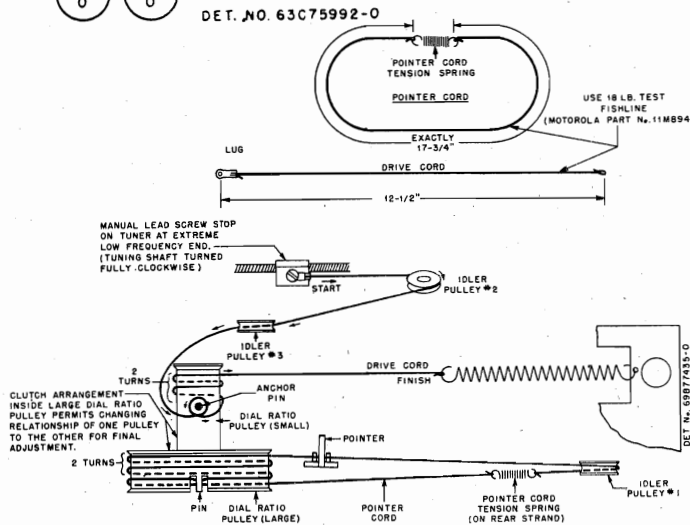 DET. NO. 63C75992-0
POINTER CORD
TENSION SPRING
POINTER CORD
USE 18 LB. TEST
FISHLINE
(MOTOROLA PART No. 11M894
EXACTLY
17-3/4"
LUG
DRIVE CORD
12-1/2"
MANUAL LEAD SCREW STOP
ON TUNER AT EXTREME
LOW FREQUENCY END.
(TUNING SHAFT TURNED
FULLY CLOCKWISE)
START
IDLER
PULLEY #2
IDLER
PULLEY #3
2
TURNS
DRIVE CORD
FINISH
ANCHOR
PIN
CLUTCH ARRANGEMENT
INSIDE LARGE DIAL RATIO
PULLEY PERMITS CHANGING
RELATIONSHIP OF ONE PULLEY
TO THE OTHER FOR FINAL
ADJUSTMENT.
DIAL RATIO
PULLEY (SMALL)
POINTER
2 TURNS
PIN
DIAL RATIO
PULLEY (LARGE)
POINTER
CORD
POINTER CORD
TENSION SPRING
(ON REAR STRAND)
IDLER
PULLEY #1
DET No. 69B77435-0